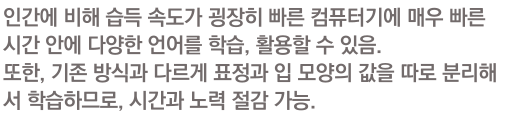 인간에 비해 습득 속도가 굉장히 빠른 컴퓨터기에 매우 빠른
시간 안에 다양한 언어를 학습, 활용할 수 있음.
또한, 기존 방식과 다르게 표정과 입 모양의 값을 따로 분리해
서 학습하므로, 시간과 노력 절감 가능.